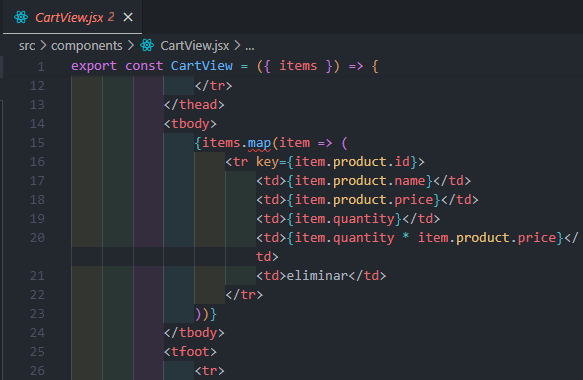 CartView.jsx 2 ×
src > components > CartView.jsx > ...
1 export const CartView = ({ items }) => {
12 </tr>
13 </thead>
14 <tbody>
15 {items.map(item => (
16 <tr key={item.product.id}>
17 <td>{item.product.name}</td>
18 <td>{item.product.price}</td>
19 <td>{item.quantity}</td>
20 <td>{item.quantity * item.product.price}</
td>
21 <td>eliminar</td>
22 </tr>
23 ))}
24 </tbody>
25 <tfoot>
26 <tr>